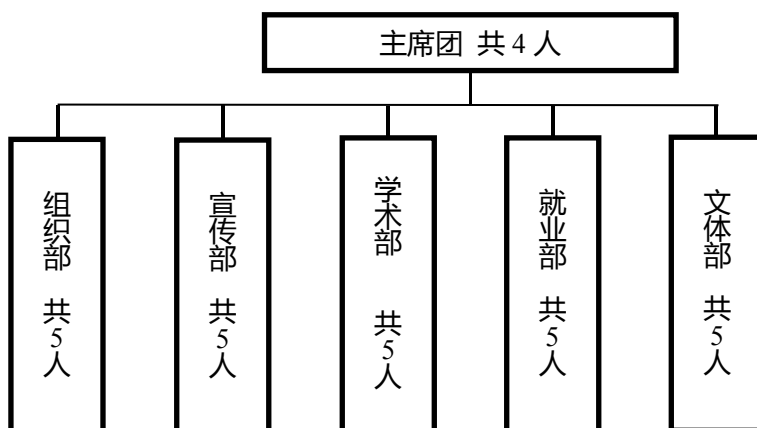 主席团 共 4 人
组织部 共5人
宣传部 共5人
学术部 共5人
就业部 共5人
文体部 共5人